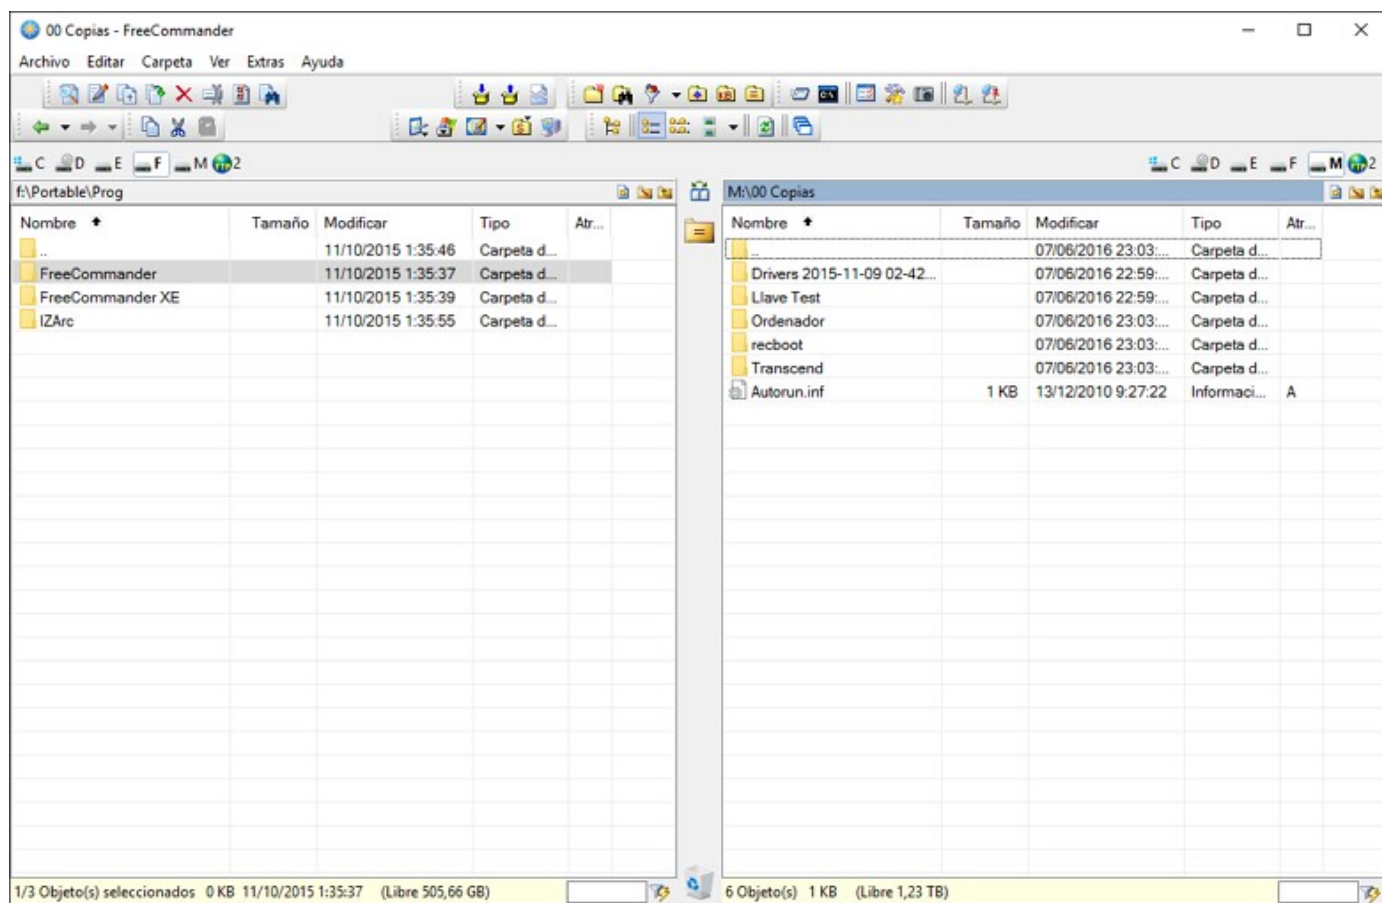 00 Copias - FreeCommander
Archivo Editar Carpeta Ver Extras Ayuda
C D E F M 2
C D E F M 2
f:\Portable\Prog
Nombre Tamaño Modificar Tipo Atr...
.. 11/10/2015 1:35:46 Carpeta d...
FreeCommander 11/10/2015 1:35:37 Carpeta d...
FreeCommander XE 11/10/2015 1:35:39 Carpeta d...
IZArc 11/10/2015 1:35:55 Carpeta d...
1/3 Objeto(s) seleccionados 0 KB 11/10/2015 1:35:37 (Libre 505,66 GB)
M:\00 Copias
Nombre Tamaño Modificar Tipo Atr...
.. 07/06/2016 23:03:... Carpeta d...
Drivers 2015-11-09 02-42... 07/06/2016 22:59:... Carpeta d...
Llave Test 07/06/2016 22:59:... Carpeta d...
Ordenador 07/06/2016 23:03:... Carpeta d...
recboot 07/06/2016 23:03:... Carpeta d...
Transcend 07/06/2016 23:03:... Carpeta d...
Autorun.inf 1 KB 13/12/2010 9:27:22 Informaci... A
6 Objeto(s) 1 KB (Libre 1,23 TB)